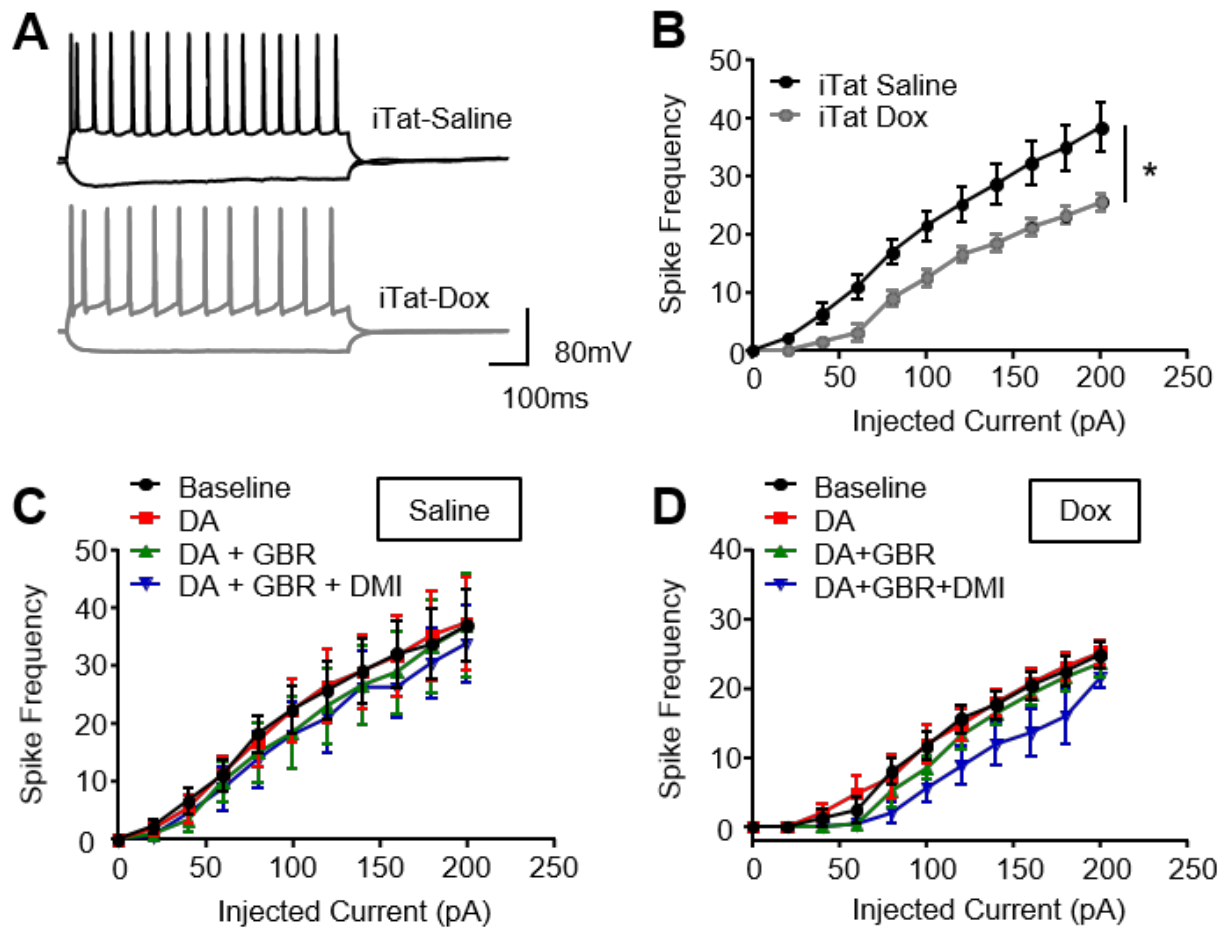 A
iTat-Saline
iTat-Dox
80mV
100ms
B
iTat Saline
iTat Dox
50
40
30
20
10
0
Spike Frequency
*
0 50 100 150 200 250
Injected Current (pA)
C
Baseline
DA
DA + GBR
DA + GBR + DMI
Saline
50
40
30
20
10
0
Spike Frequency
0 50 100 150 200 250
Injected Current (pA)
D
Baseline
DA
DA+GBR
DA+GBR+DMI
Dox
40
30
20
10
0
Spike Frequency
0 50 100 150 200 250
Injected Current (pA)